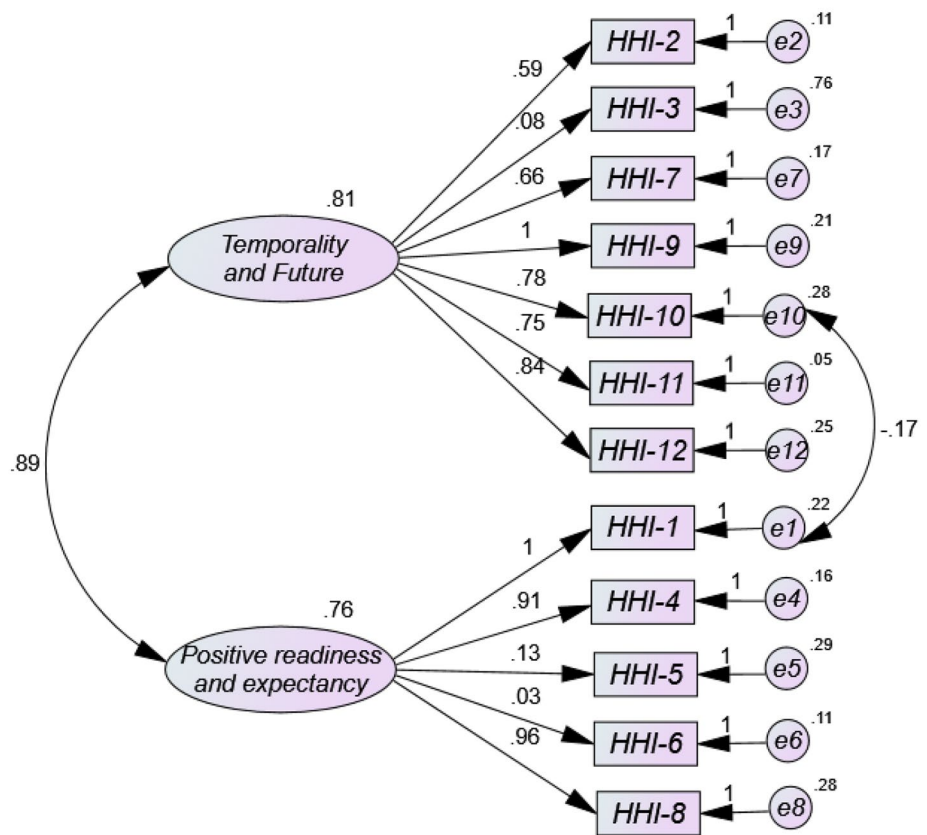 HHI-2
1
e2
.11
.59
HHI-3
1
e3
.76
.08
HHI-7
1
e7
.17
.66
.81
Temporality
and Future
1
HHI-9
1
e9
.21
.78
HHI-10
1
e10
.28
.75
HHI-11
1
e11
.05
.84
HHI-12
1
e12
.25
-.17
.89
HHI-1
1
e1
.22
1
.76
Positive readiness
and expectancy
.91
HHI-4
1
e4
.16
.13
HHI-5
1
e5
.29
.03
HHI-6
1
e6
.11
.96
HHI-8
1
e8
.28